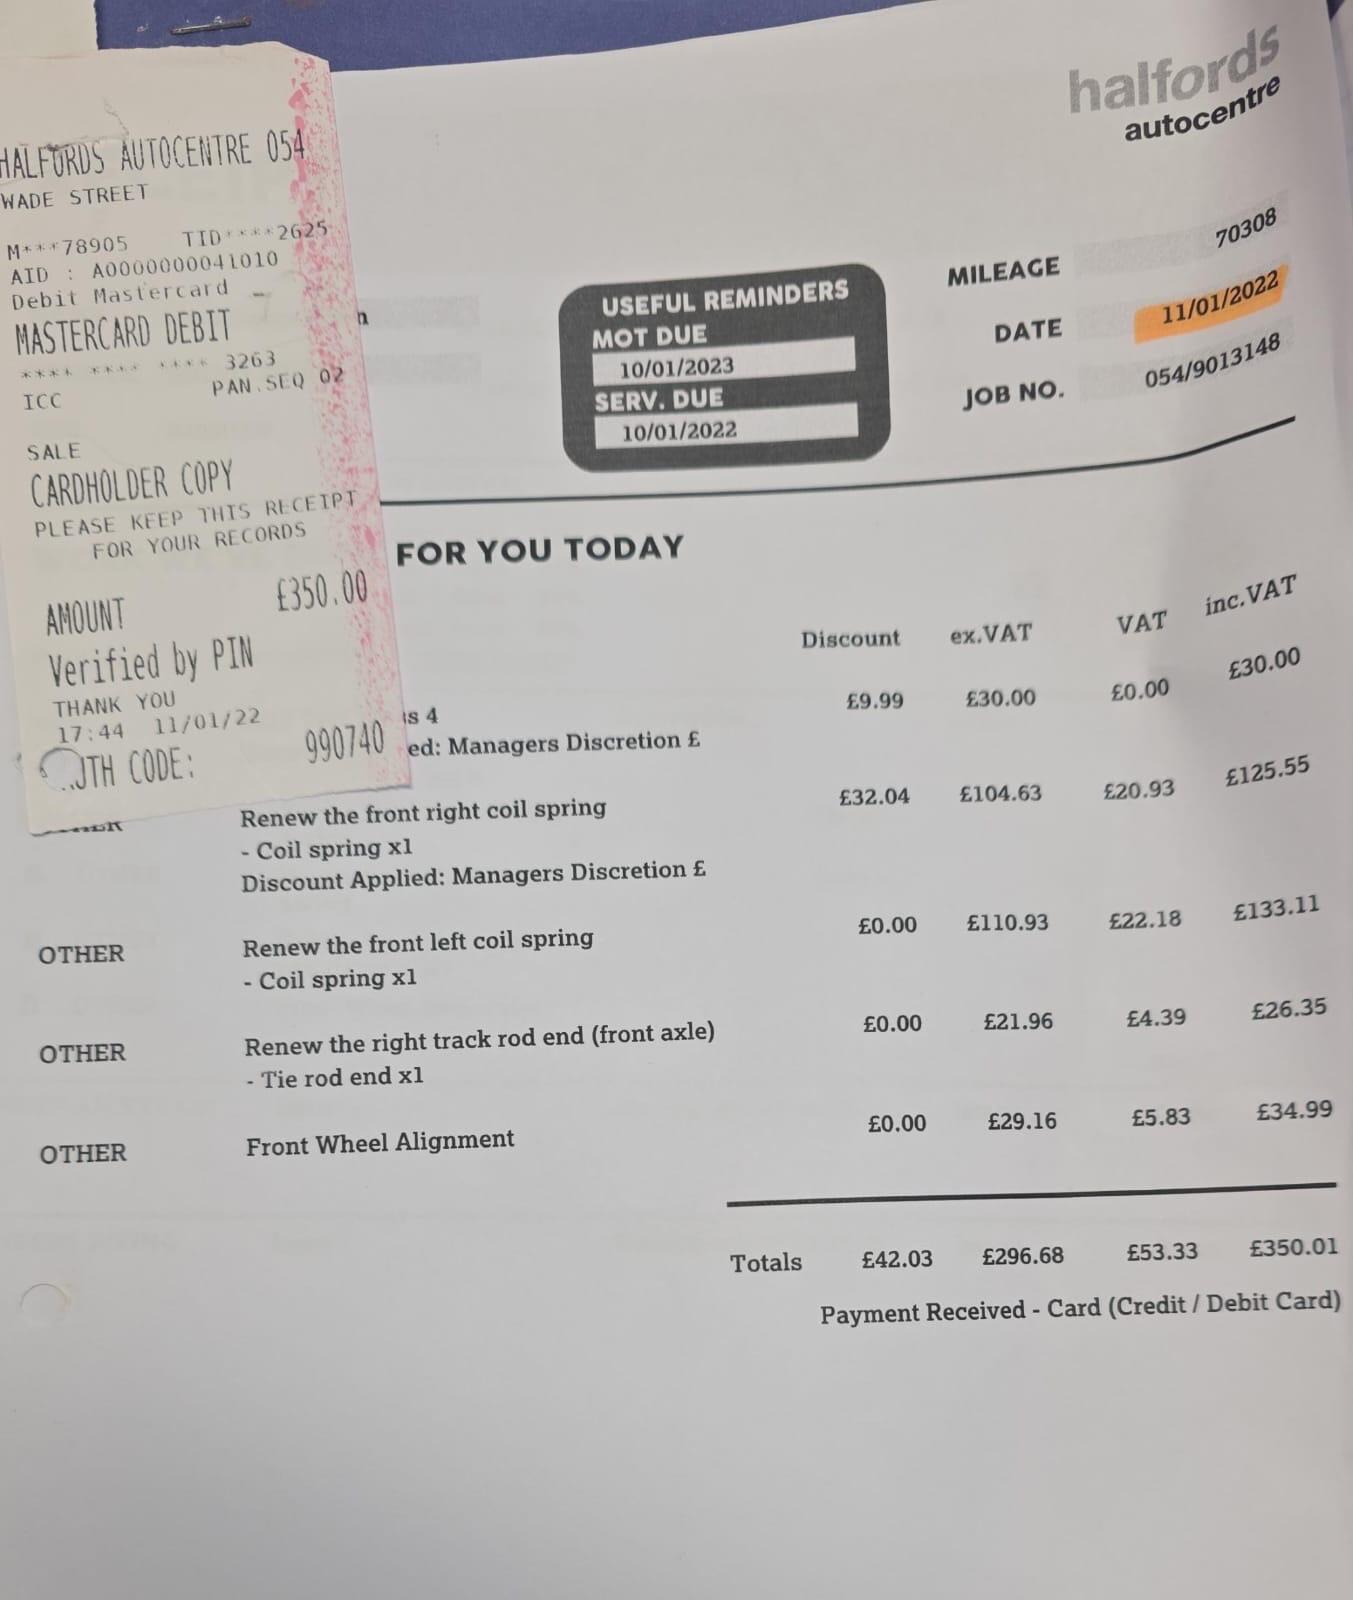 HALFORDS AUTOCENTRE 054
WADE STREET
M***78905 TID****2625
AID : A0000000041010
Debit Mastercard
MASTERCARD DEBIT
**** **** **** 3263
ICC PAN.SEQ 02
SALE
CARDHOLDER COPY
PLEASE KEEP THIS RECEIPT
FOR YOUR RECORDS
AMOUNT £350.00
Verified by PIN
THANK YOU
17:44 11/01/22
UTH CODE: 990740
halfords
autocentre
n
USEFUL REMINDERS
MOT DUE
10/01/2023
SERV. DUE
10/01/2022
MILEAGE 70308
DATE 11/01/2022
JOB NO. 054/9013148
FOR YOU TODAY
Discount ex.VAT VAT inc.VAT
s 4 £9.99 £30.00 £0.00 £30.00
ed: Managers Discretion £
Renew the front right coil spring £32.04 £104.63 £20.93 £125.55
- Coil spring x1
Discount Applied: Managers Discretion £
OTHER Renew the front left coil spring £0.00 £110.93 £22.18 £133.11
- Coil spring x1
OTHER Renew the right track rod end (front axle) £0.00 £21.96 £4.39 £26.35
- Tie rod end x1
OTHER Front Wheel Alignment £0.00 £29.16 £5.83 £34.99
Totals £42.03 £296.68 £53.33 £350.01
Payment Received - Card (Credit / Debit Card)